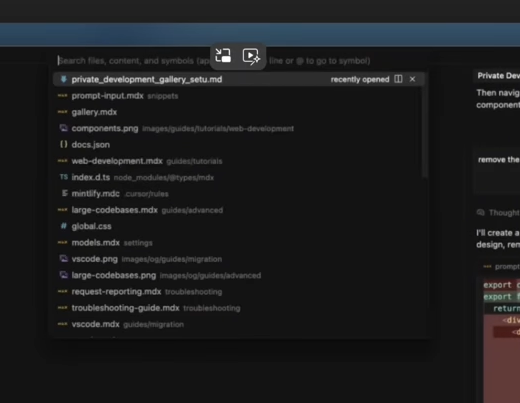 Search files, content, and symbols (ap line or @ to go to symbol)
private_development_gallery_setu.md recently opened
prompt-input.mdx snippets
gallery.mdx
components.png images/guides/tutorials/web-development
{} docs.json
web-development.mdx guides/tutorials
TS index.d.ts node_modules/@types/mdx
mintlify.mdc .cursor/rules
large-codebases.mdx guides/advanced
# global.css
models.mdx settings
vscode.png images/og/guides/migration
large-codebases.png images/og/guides/advanced
request-reporting.mdx troubleshooting
troubleshooting-guide.mdx troubleshooting
vscode.mdx guides/migration
Private Dev
Then navig
component
remove the
Thought
I'll create a
design, rem
prompt
export c
export f
return
<div
<d